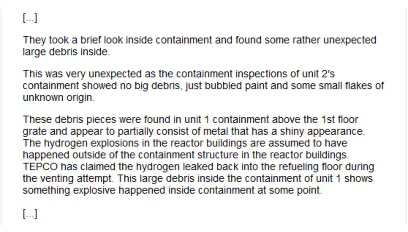 [...]
They took a brief look inside containment and found some rather unexpected
large debris inside.
This was very unexpected as the containment inspections of unit 2's
containment showed no big debris, just bubbled paint and some small flakes of
unknown origin.
These debris pieces were found in unit 1 containment above the 1st floor
grate and appear to partially consist of metal that has a shiny appearance.
The hydrogen explosions in the reactor buildings are assumed to have
happened outside of the containment structure in the reactor buildings.
TEPCO has claimed the hydrogen leaked back into the refueling floor during
the venting attempt. This large debris inside the containment of unit 1 shows
something explosive happened inside containment at some point.
[...]